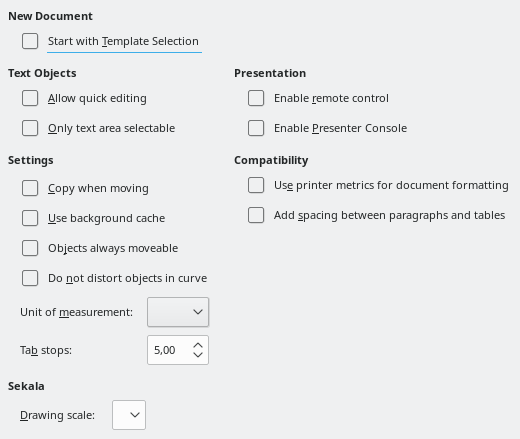 New Document
Start with Template Selection
Text Objects
Allow quick editing
Only text area selectable
Presentation
Enable remote control
Enable Presenter Console
Settings
Copy when moving
Use background cache
Objects always moveable
Do not distort objects in curve
Unit of measurement:
Tab stops:
5,00
Compatibility
Use printer metrics for document formatting
Add spacing between paragraphs and tables
Sekala
Drawing scale: